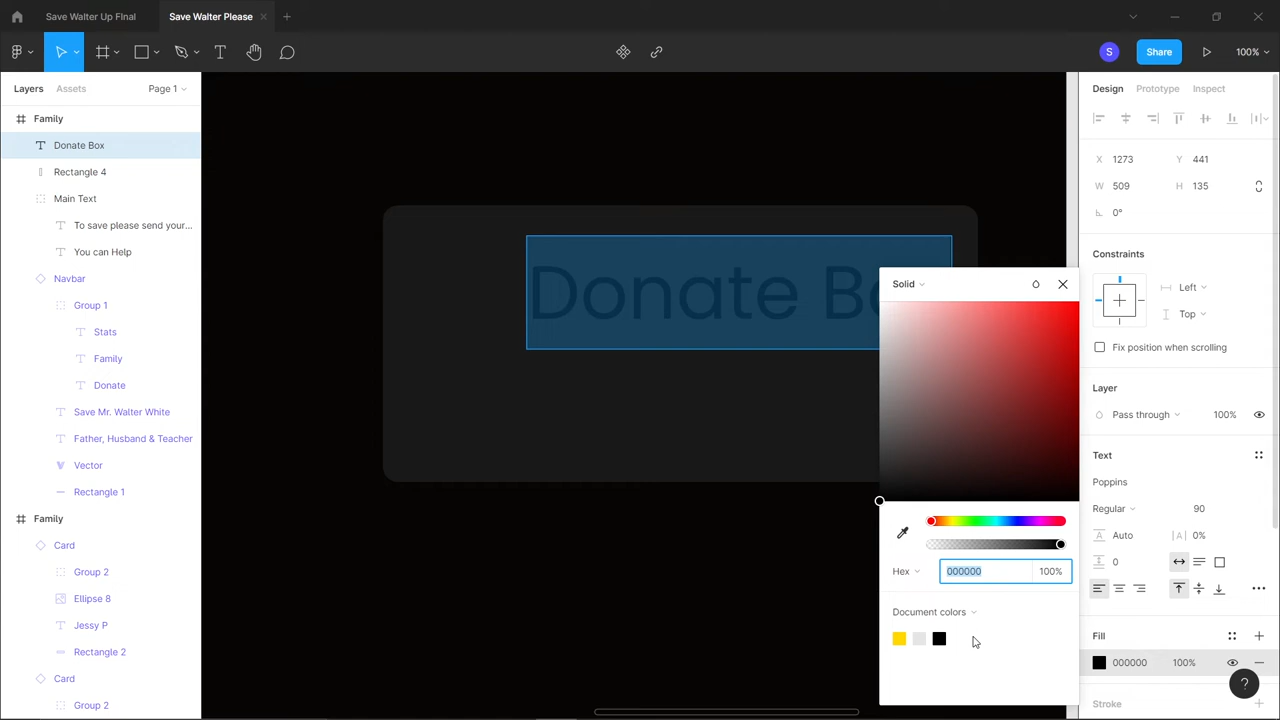 Save Walter Up FInal
Save Walter Please
S
Share
100%
Layers
Assets
Page 1
Design
Prototype
Inspect
Family
Donate Box
Rectangle 4
Main Text
To save please send your...
You can Help
Navbar
Group 1
Stats
Family
Donate
Save Mr. Walter White
Father, Husband & Teacher
Vector
Rectangle 1
Family
Card
Group 2
Ellipse 8
Jessy P
Rectangle 2
Card
Group 2
Donate B
Solid
Hex
000000
100%
Document colors
X 1273
Y 441
W 509
H 135
0°
Constraints
Left
Top
Fix position when scrolling
Layer
Pass through
100%
Text
Poppins
Regular
90
Auto
|A| 0%
0
Fill
000000
100%
?
Stroke